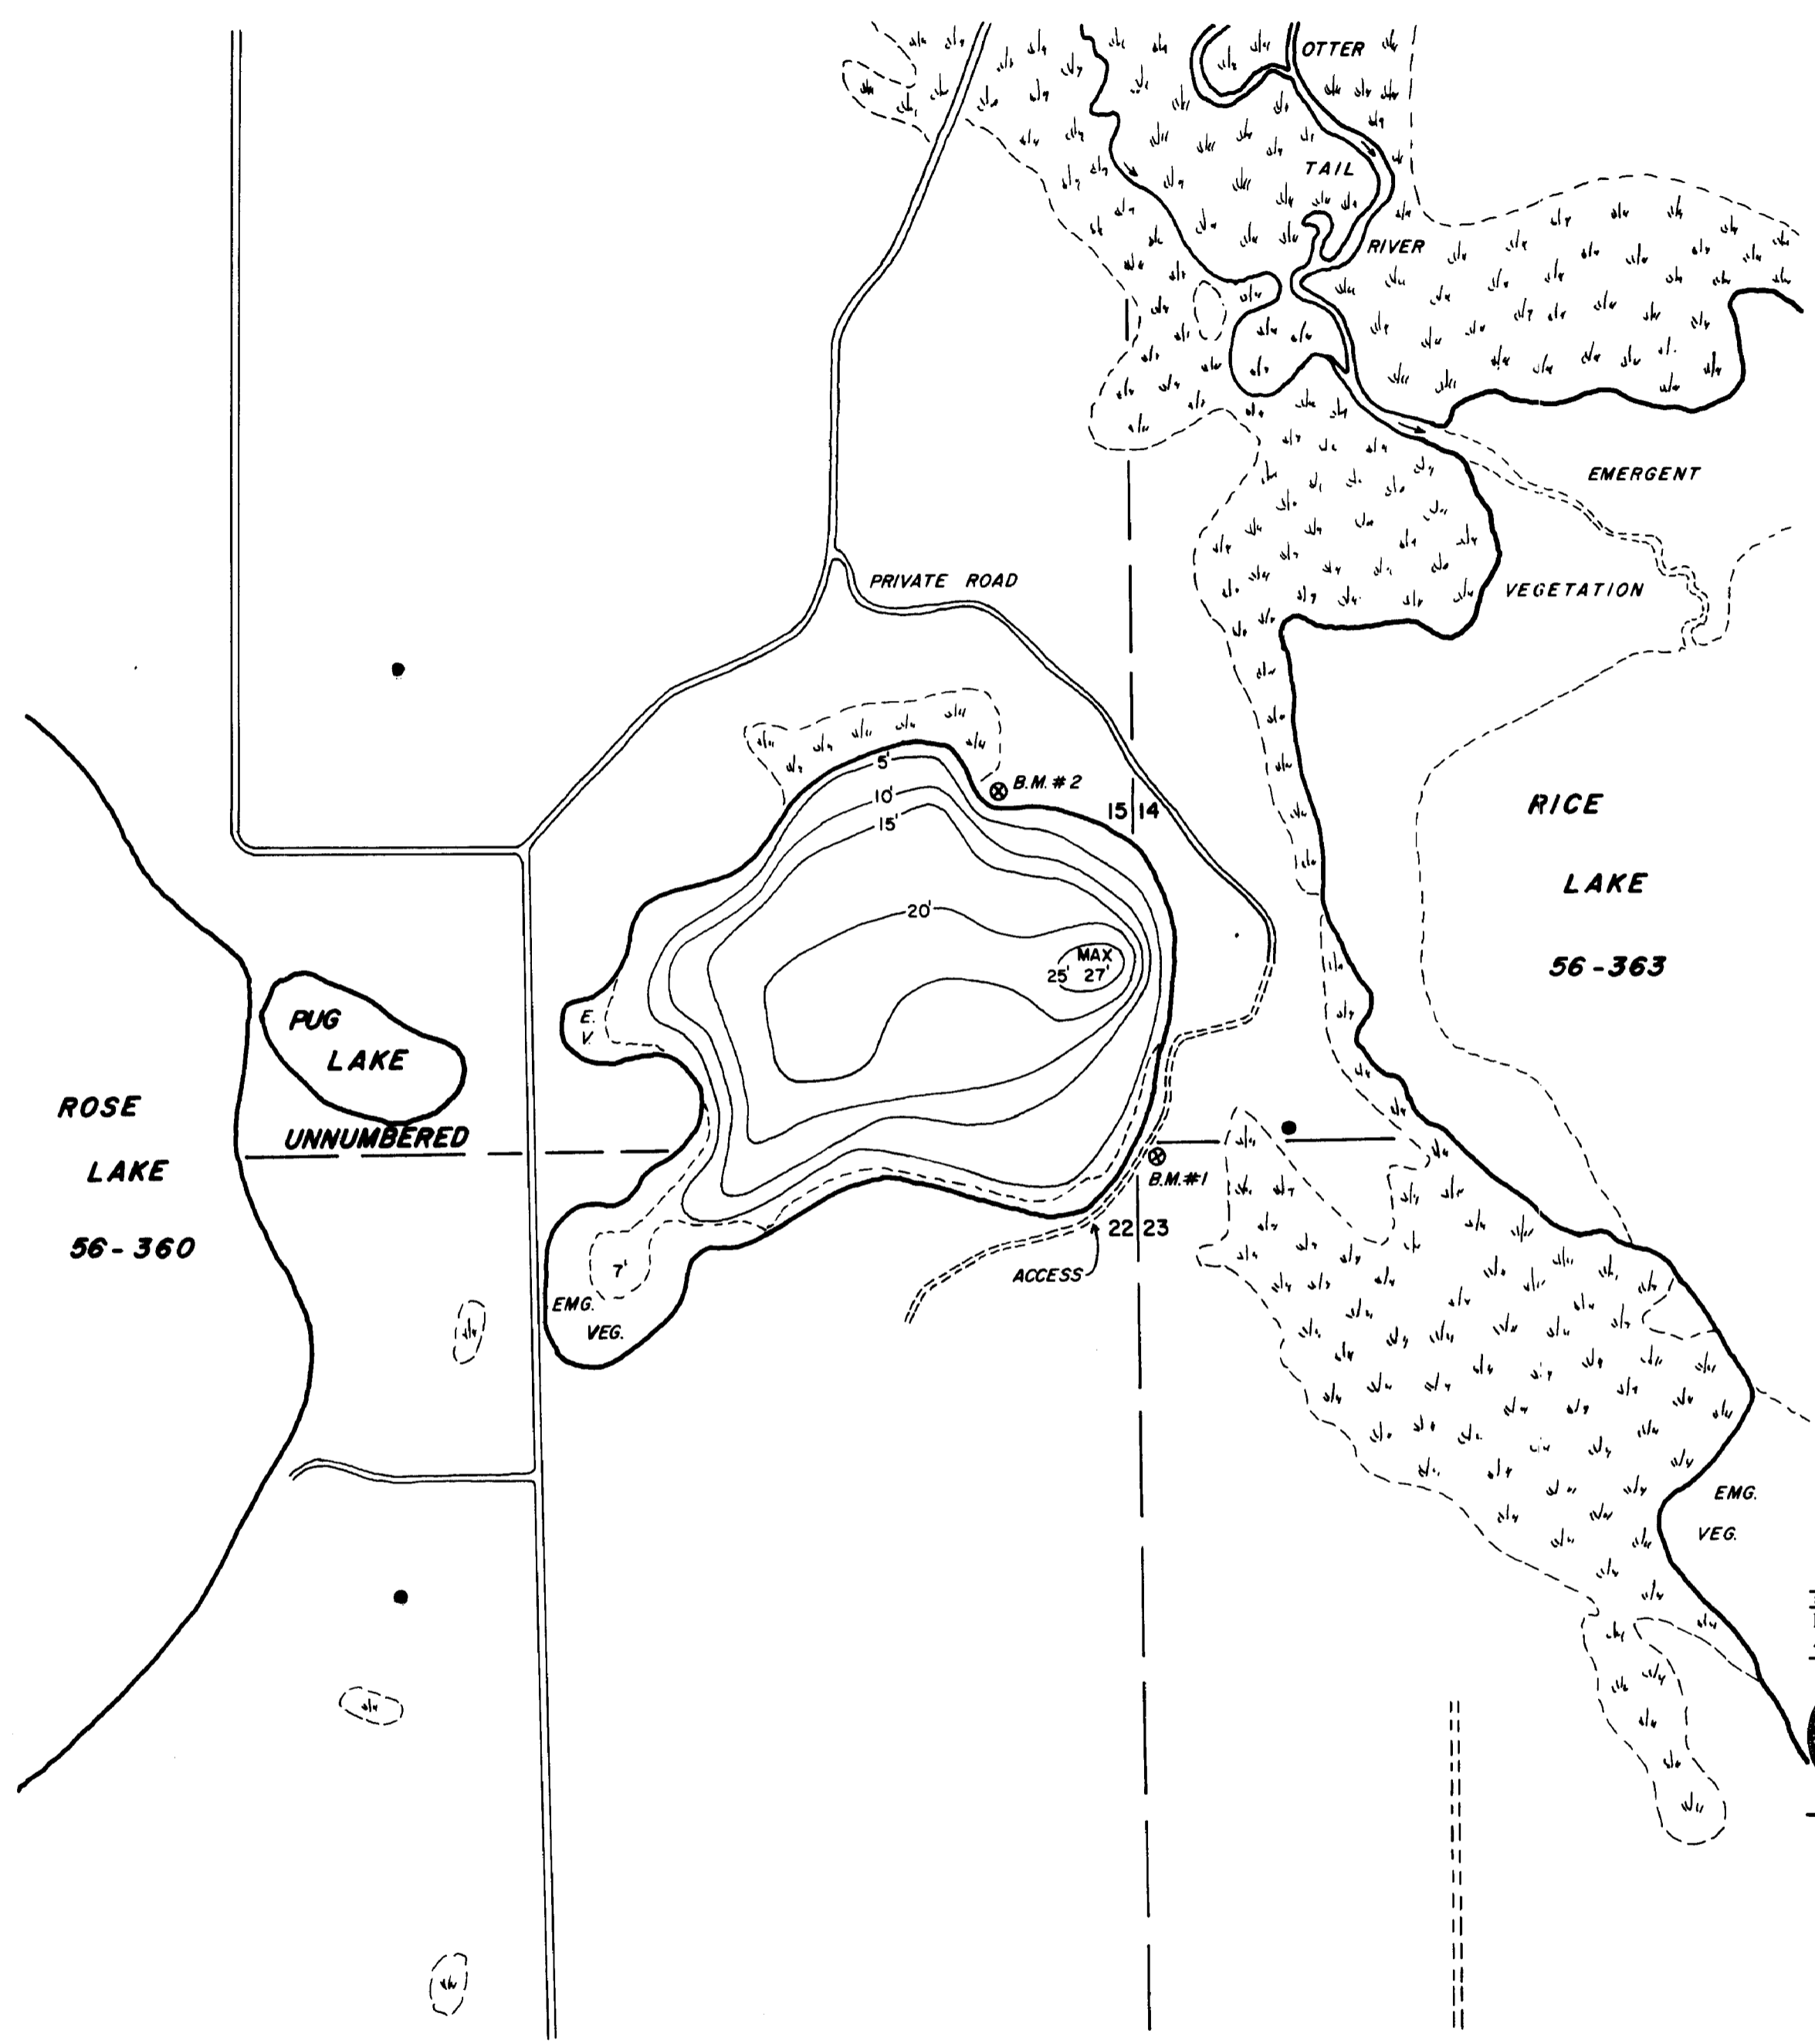 OTTER
TAIL
RIVER
EMERGENT
VEGETATION
PRIVATE ROAD
5'
10'
15'
B.M. # 2
15 14
RICE
LAKE
56-363
20'
MAX
25' 27'
E.
V.
PUG
LAKE
UNNUMBERED
ROSE
LAKE
56-360
B.M. #1
22 23
ACCESS
7'
EMG.
VEG.
EMG.
VEG.